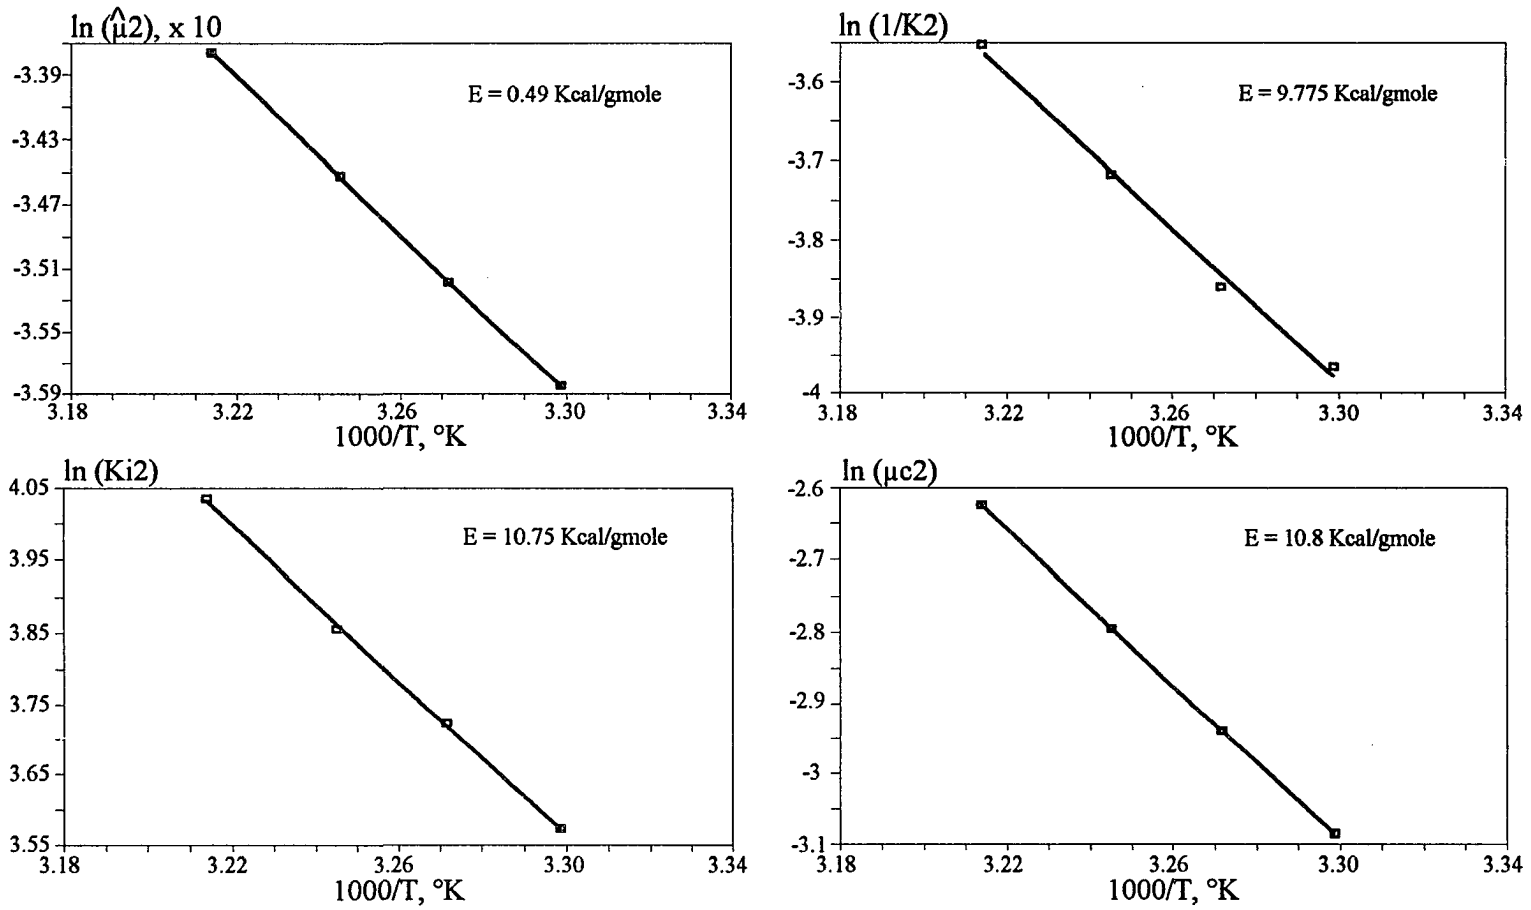 ln (μ̂2), x 10
-3.39
-3.43
-3.47
-3.51
-3.55
-3.59
E = 0.49 Kcal/gmole
3.18 3.22 3.26 3.30 3.34
1000/T, °K
ln (1/K2)
-3.6
-3.7
-3.8
-3.9
-4
E = 9.775 Kcal/gmole
3.18 3.22 3.26 3.30 3.34
1000/T, °K
ln (Ki2)
4.05
3.95
3.85
3.75
3.65
3.55
E = 10.75 Kcal/gmole
3.18 3.22 3.26 3.30 3.34
1000/T, °K
ln (μc2)
-2.6
-2.7
-2.8
-2.9
-3
-3.1
E = 10.8 Kcal/gmole
3.18 3.22 3.26 3.30 3.34
1000/T, °K